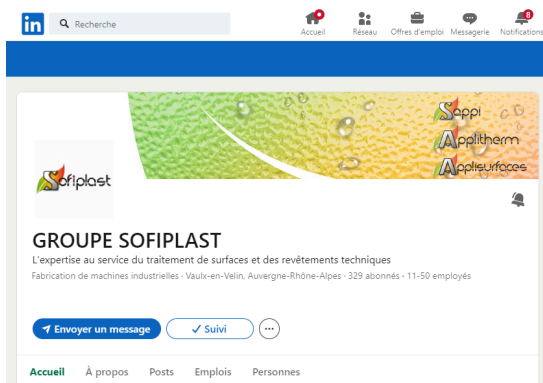 in
Recherche
Accueil
Réseau
Offres d'emploi
Messagerie
8
Notifications
Sappi
Applitherm
Applisurfaces
Sofiplast
GROUPE SOFIPLAST
L'expertise au service du traitement de surfaces et des revêtements techniques
Fabrication de machines industrielles · Vaulx-en-Velin, Auvergne-Rhône-Alpes · 329 abonnés · 11-50 employés
Envoyer un message
Suivi
Accueil À propos Posts Emplois Personnes